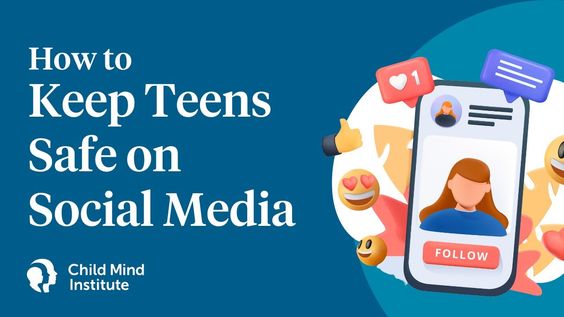 How to
Keep Teens
Safe on
Social Media
Child Mind
Institute
1
FOLLOW